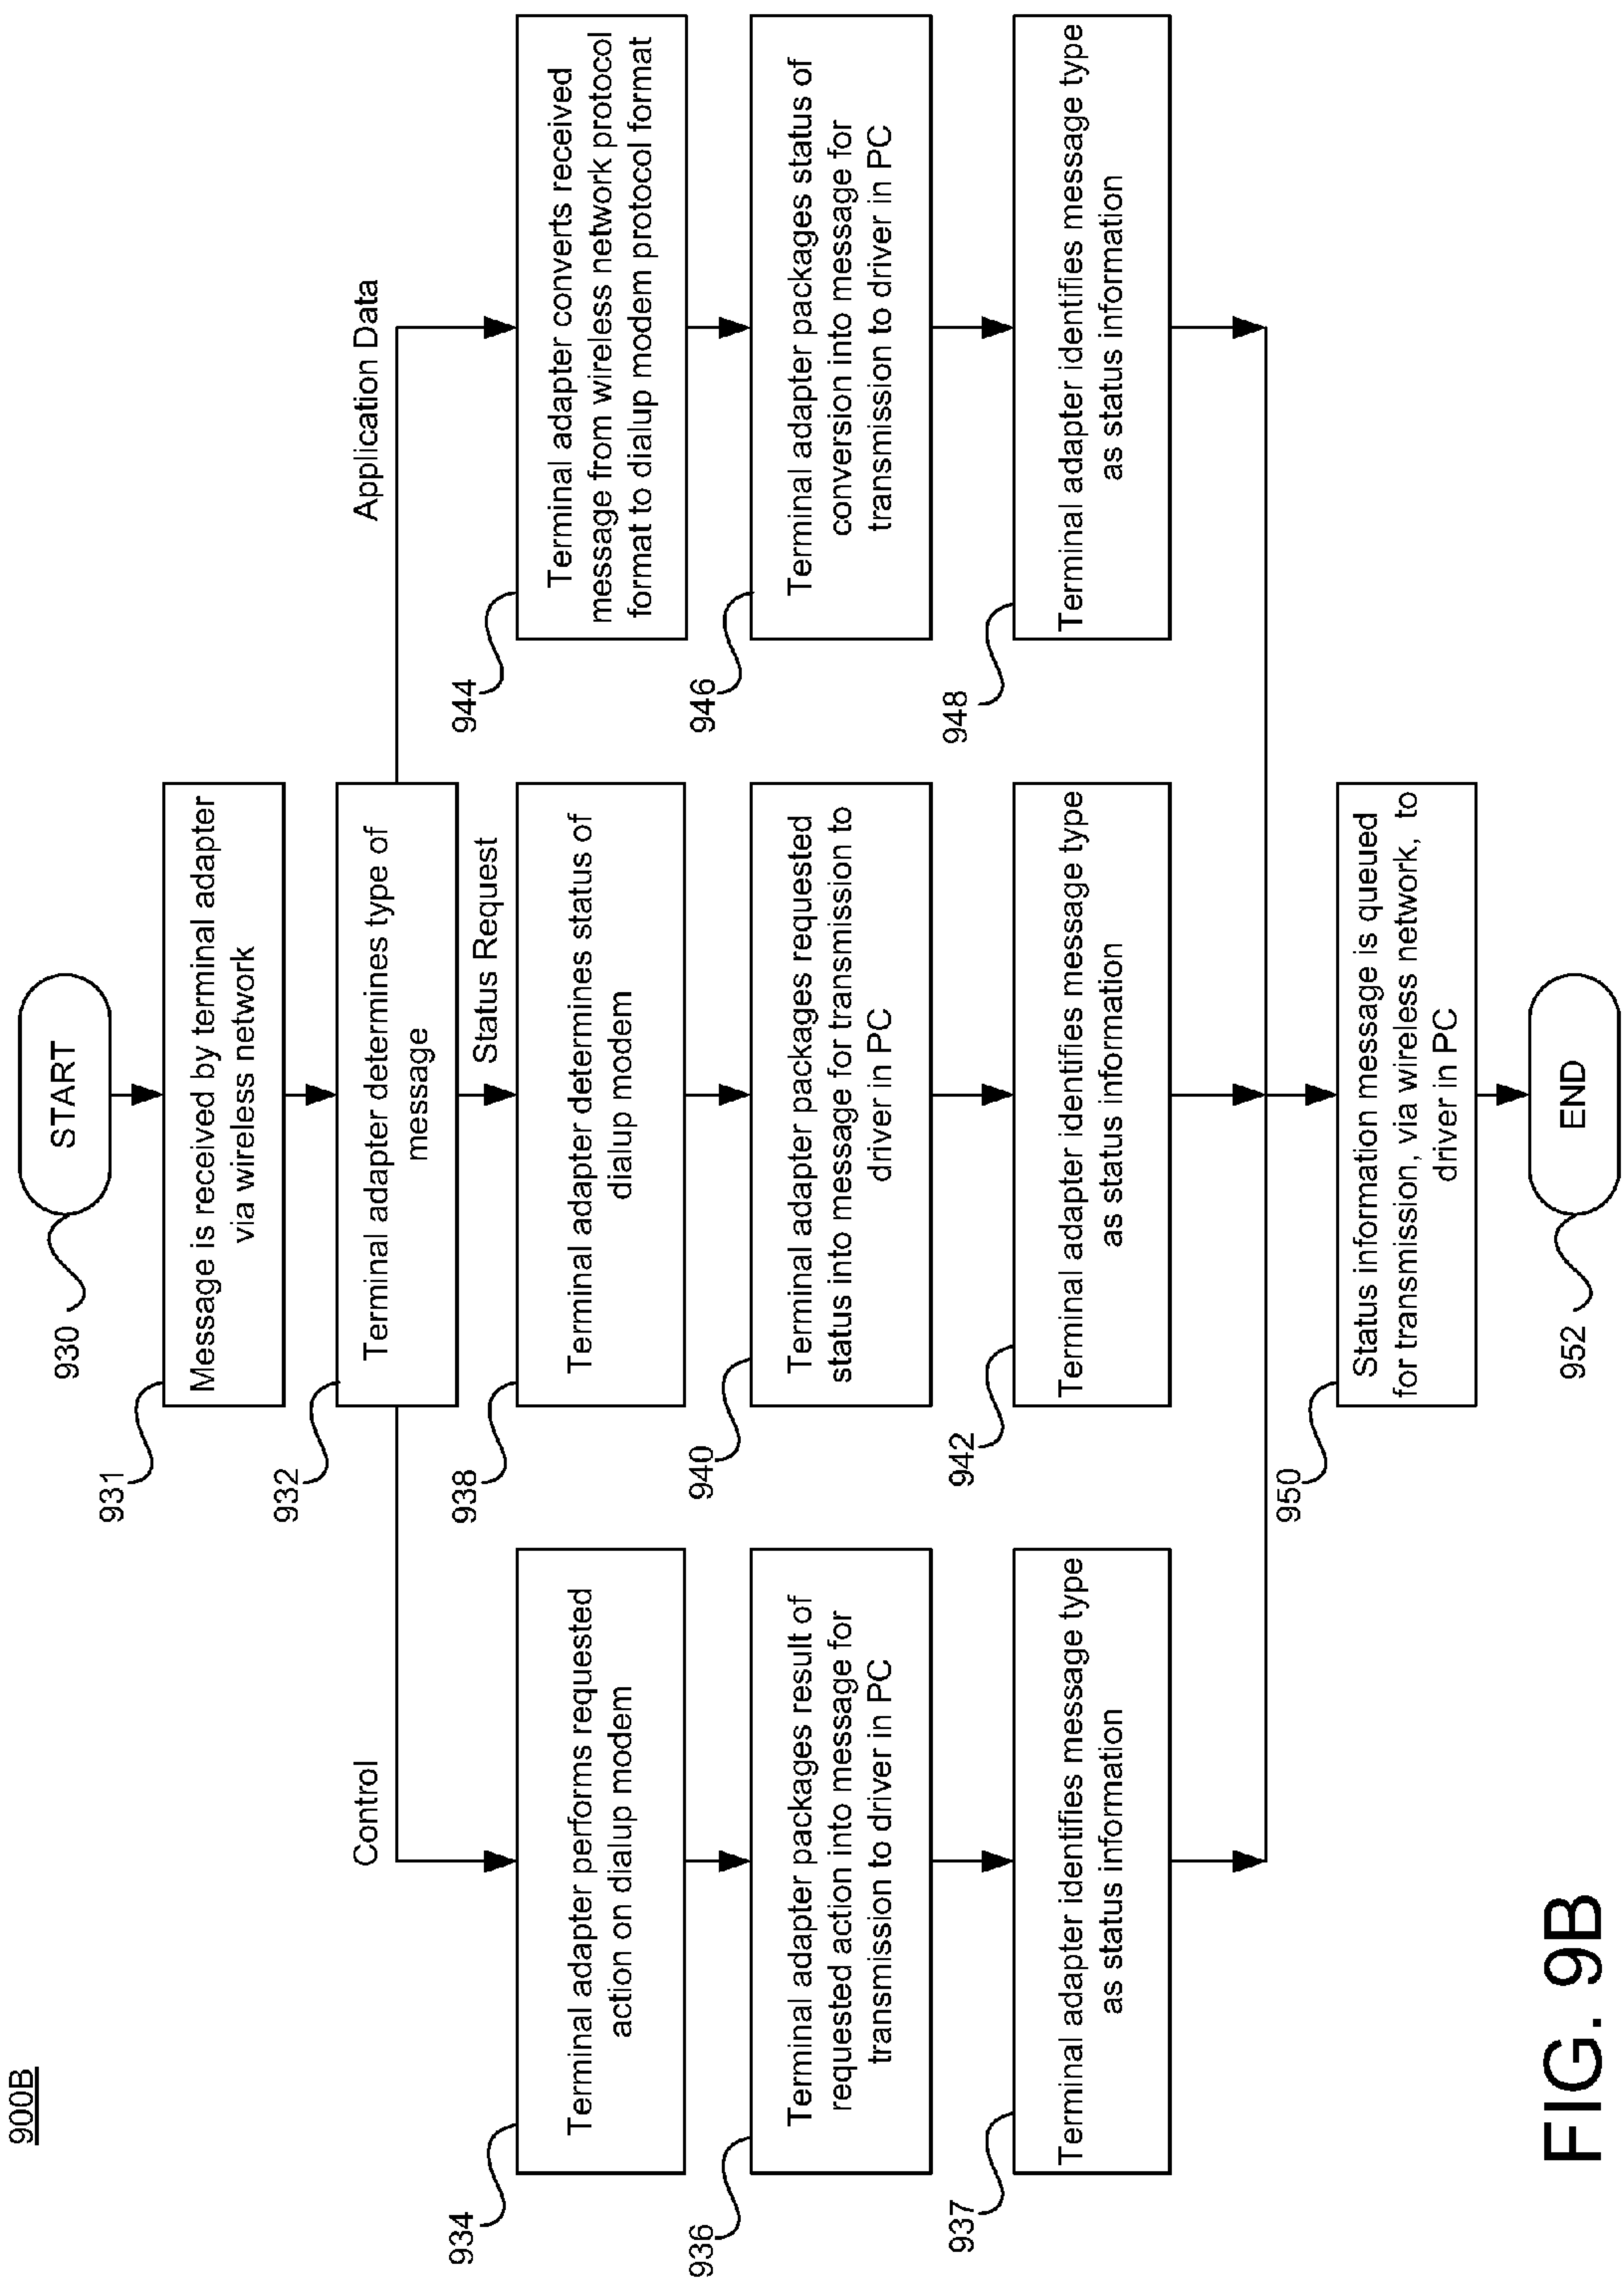 900B
START
930
Message is received by terminal adapter
via wireless network
931
Terminal adapter determines type of
message
932
Control
Status Request
Application Data
Terminal adapter performs requested
action on dialup modem
934
Terminal adapter packages result of
requested action into message for
transmission to driver in PC
936
Terminal adapter identifies message type
as status information
937
Terminal adapter determines status of
dialup modem
938
Terminal adapter packages requested
status into message for transmission to
driver in PC
940
Terminal adapter identifies message type
as status information
942
Terminal adapter converts received
message from wireless network protocol
format to dialup modem protocol format
944
Terminal adapter packages status of
conversion into message for
transmission to driver in PC
946
Terminal adapter identifies message type
as status information
948
Status information message is queued
for transmission, via wireless network, to
driver in PC
950
END
952
FIG. 9B